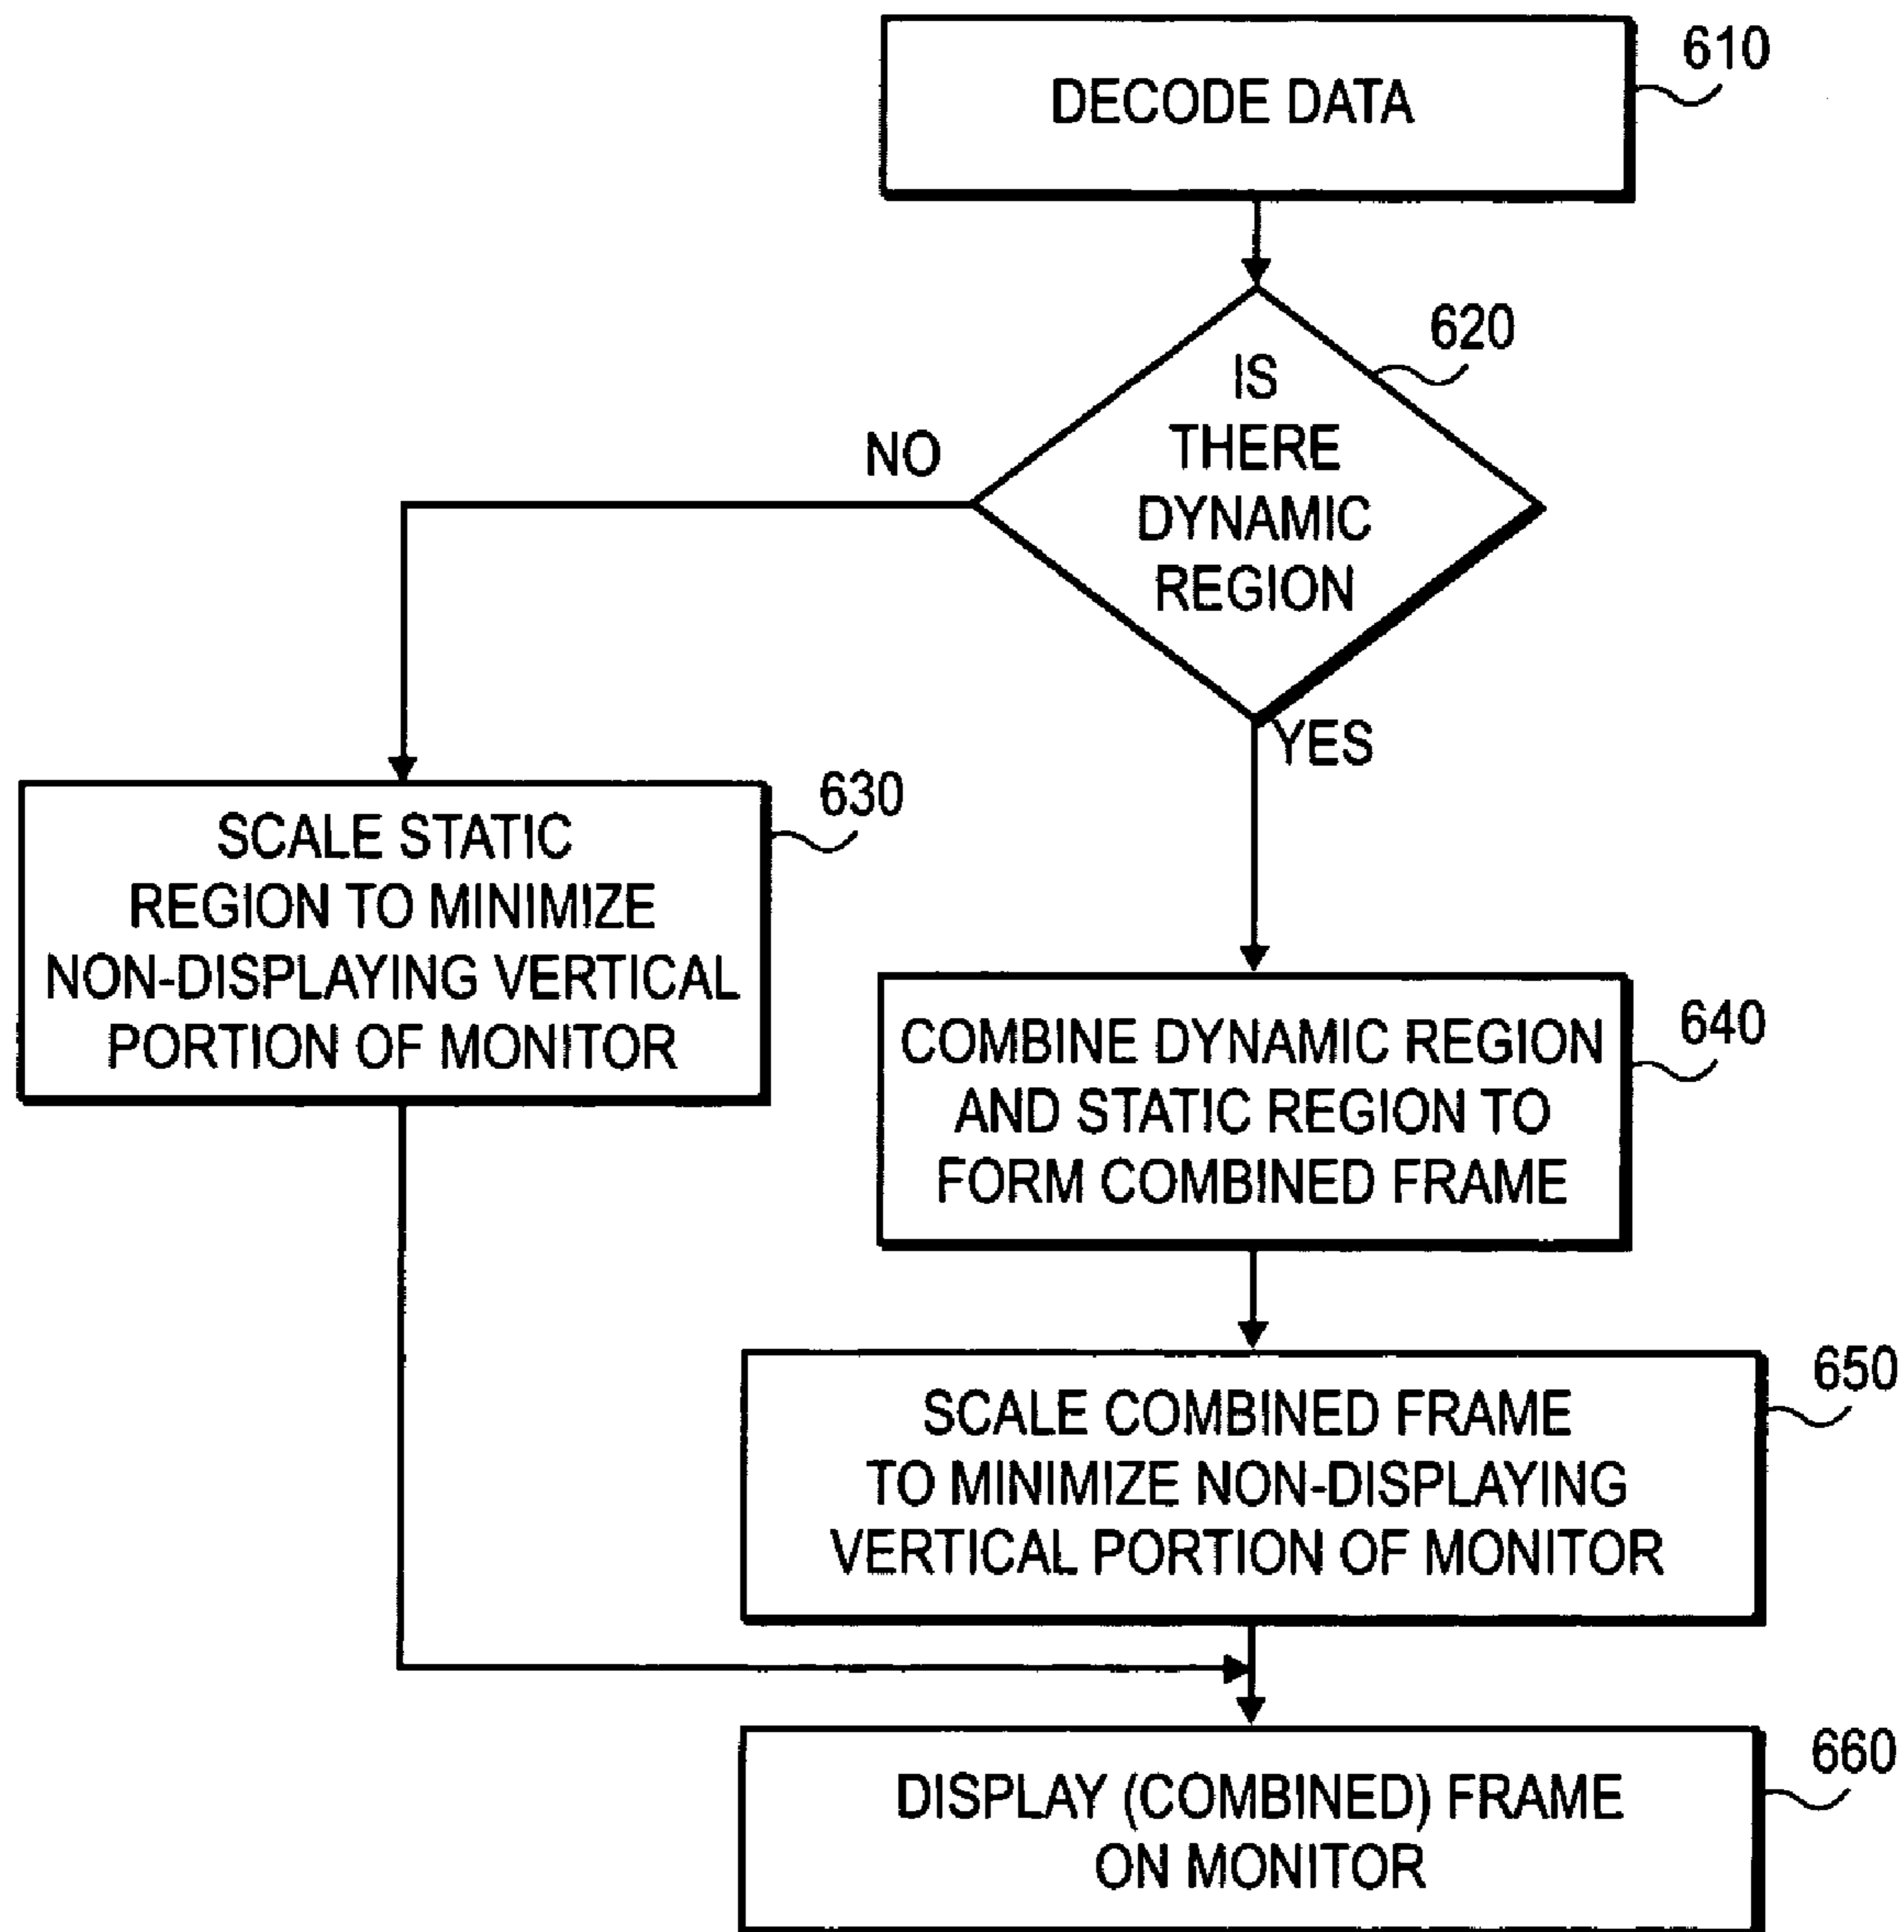 DECODE DATA
610
IS
THERE
DYNAMIC
REGION
620
NO
YES
SCALE STATIC
REGION TO MINIMIZE
NON-DISPLAYING VERTICAL
PORTION OF MONITOR
630
COMBINE DYNAMIC REGION
AND STATIC REGION TO
FORM COMBINED FRAME
640
SCALE COMBINED FRAME
TO MINIMIZE NON-DISPLAYING
VERTICAL PORTION OF MONITOR
650
DISPLAY (COMBINED) FRAME
ON MONITOR
660